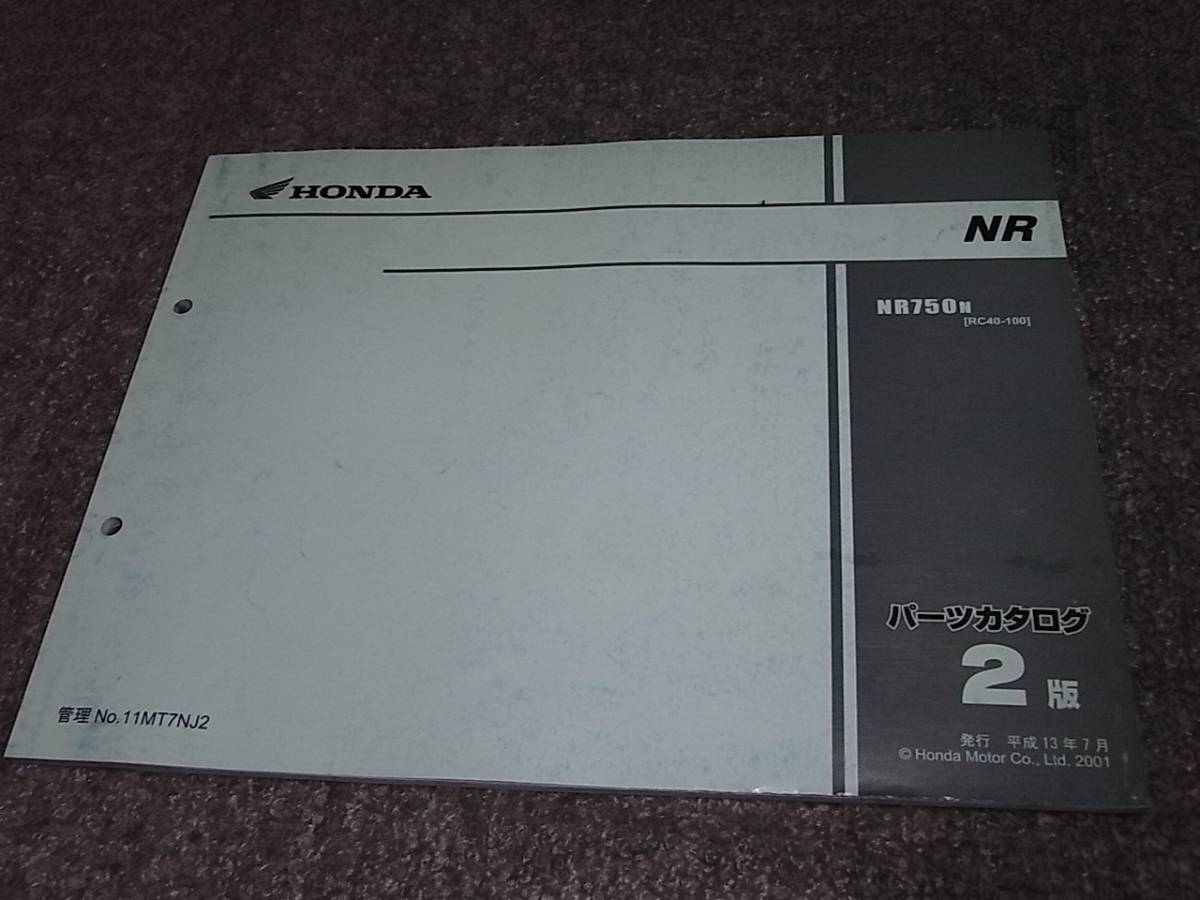 HONDA
NR
NR750N
[RC40-100]
パーツカタログ
2版
管理 No.11MT7NJ2
発行 平成13年7月
© Honda Motor Co., Ltd. 2001